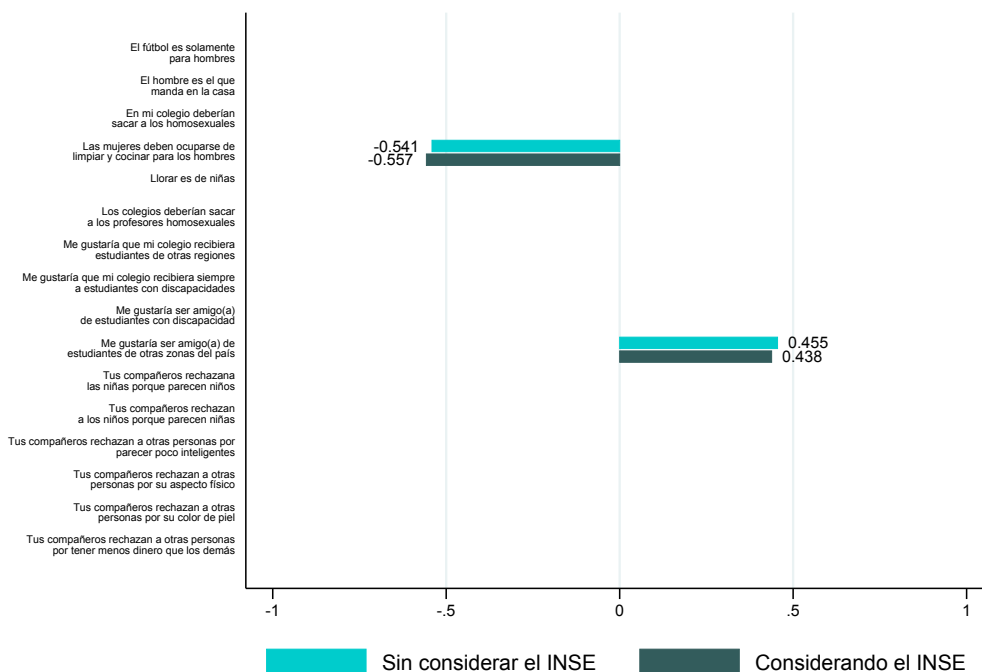 El fútbol es solamente
para hombres
El hombre es el que
manda en la casa
En mi colegio deberían
sacar a los homosexuales
Las mujeres deben ocuparse de
limpiar y cocinar para los hombres
-0.541
-0.557
Llorar es de niñas
Los colegios deberían sacar
a los profesores homosexuales
Me gustaría que mi colegio recibiera
estudiantes de otras regiones
Me gustaría que mi colegio recibiera siempre
a estudiantes con discapacidades
Me gustaría ser amigo(a)
de estudiantes con discapacidad
Me gustaría ser amigo(a) de
estudiantes de otras zonas del país
0.455
0.438
Tus compañeros rechazana
las niñas porque parecen niños
Tus compañeros rechazan
a los niños porque parecen niñas
Tus compañeros rechazan a otras personas por
parecer poco inteligentes
Tus compañeros rechazan a otras
personas por su aspecto físico
Tus compañeros rechazan a otras
personas por su color de piel
Tus compañeros rechazan a otras personas
por tener menos dinero que los demás
-1 -.5 0 .5 1
Sin considerar el INSE Considerando el INSE